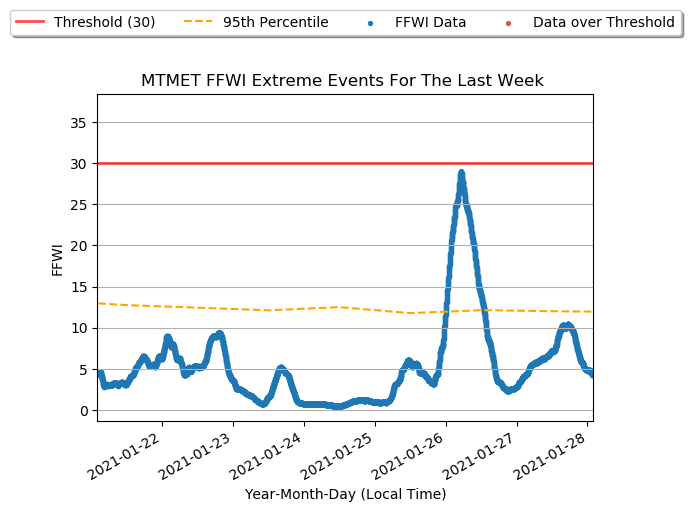 Threshold (30) 95th Percentile FFWI Data Data over Threshold
MTMET FFWI Extreme Events For The Last Week
35
30
25
20
15
10
5
0
FFWI
2021-01-22 2021-01-23 2021-01-24 2021-01-25 2021-01-26 2021-01-27 2021-01-28
Year-Month-Day (Local Time)